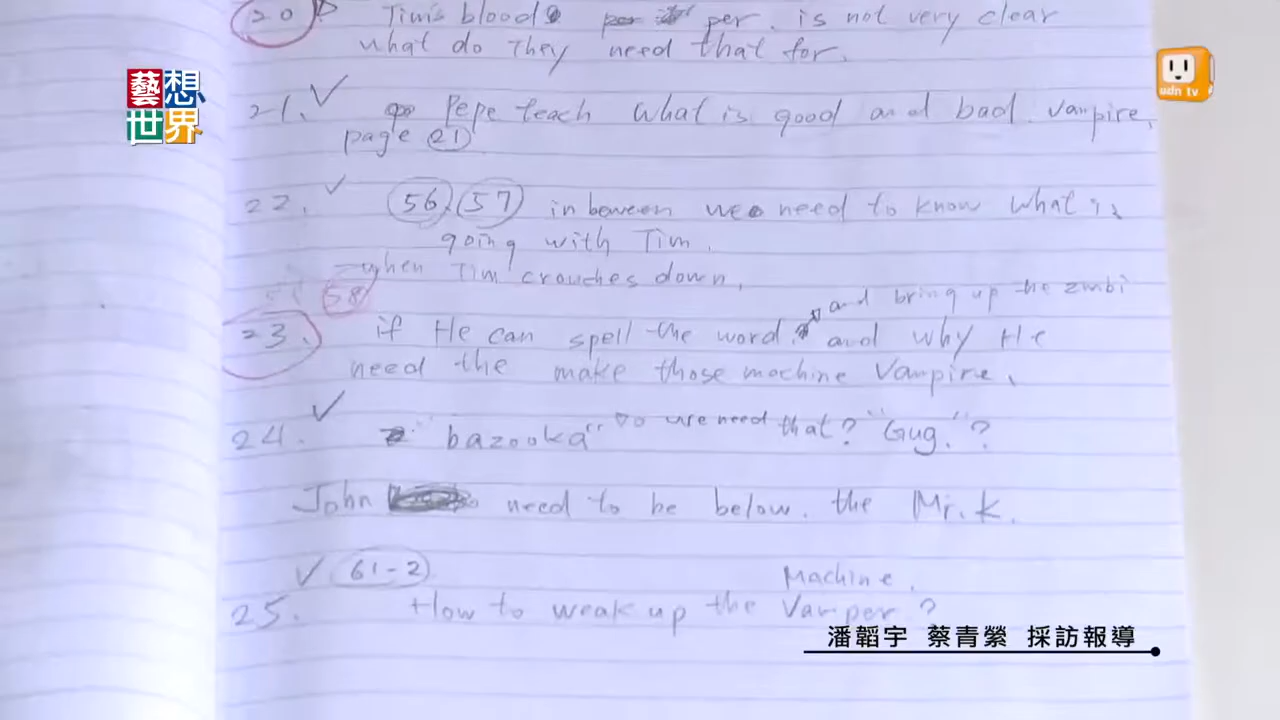 20
Tim's blood per. is not very clear
what do They need that for.
藝想
世界
udn tv
21. Pepe teach what is good and bad vampire.
page 21
22. 56, 57 in beween we need to know what is
going with Tim.
when Tim crouches down.
58
and bring up the zmbi
23. if He can spell the word. and why He
need the make those machine Vampire.
24. "bazooka" Do we need that? "Gug."?
John need to be below. the Mr. K.
61-2
Machine.
25. How to weak up the Vamper?
潘韜宇 蔡青縈 採訪報導